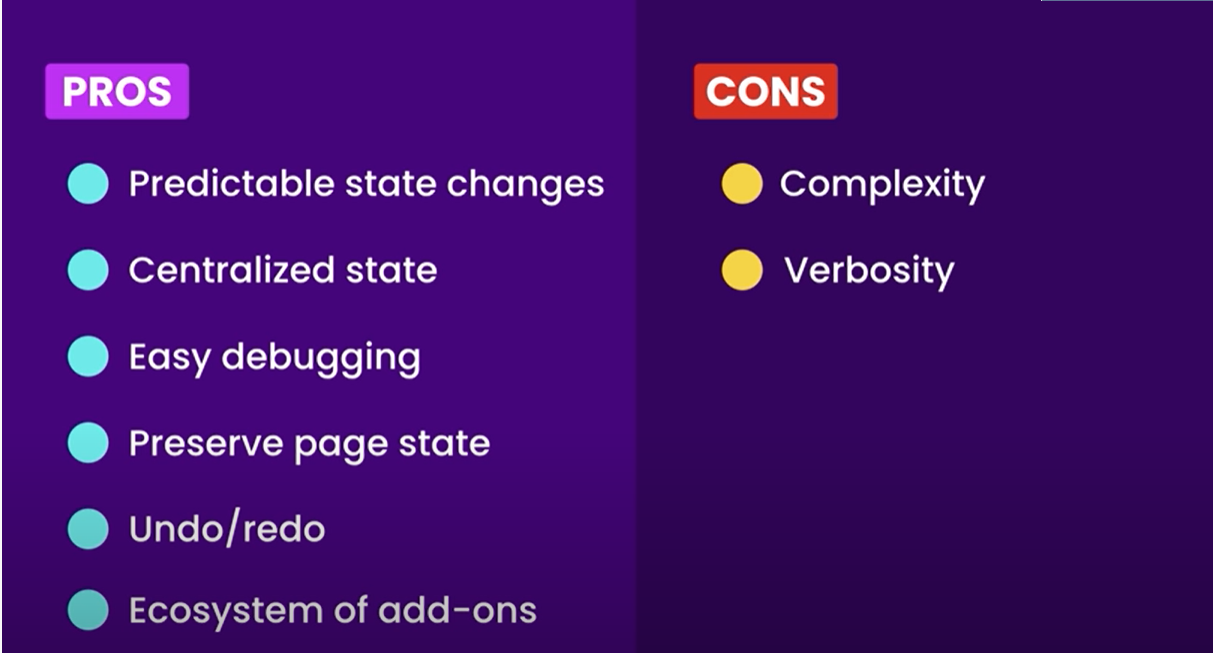 PROS
Predictable state changes
Centralized state
Easy debugging
Preserve page state
Undo/redo
Ecosystem of add-ons
CONS
Complexity
Verbosity